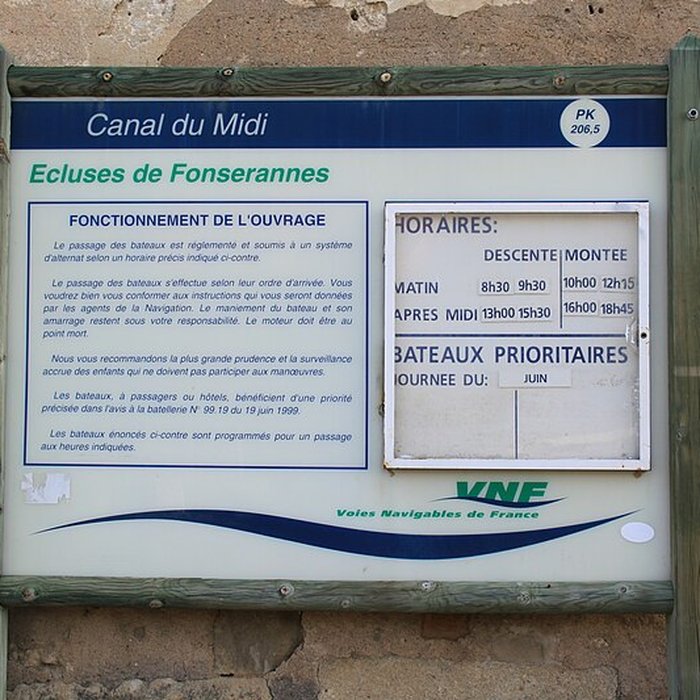 Canal du Midi
PK
206,5
Ecluses de Fonserannes
FONCTIONNEMENT DE L'OUVRAGE
Le passage des bateaux est réglementé et soumis à un système
d'alternat selon un horaire précis indiqué ci-contre.
Le passage des bateaux s'effectue selon leur ordre d'arrivée. Vous
voudrez bien vous conformer aux instructions qui vous seront données
par les agents de la Navigation. Le maniement du bateau et son
amarrage restent sous votre responsabilité. Le moteur doit être au
point mort.
Nous vous recommandons la plus grande prudence et la surveillance
accrue des enfants qui ne doivent pas participer aux manœuvres.
Les bateaux, à passagers ou hôtels, bénéficient d'une priorité
précisée dans l'avis à la batellerie N° 99.19 du 19 juin 1999.
Les bateaux énoncés ci-contre sont programmés pour un passage
aux heures indiquées.
HORAIRES:
DESCENTE MONTEE
MATIN 8h30 9h30 10h00 12h15
APRES MIDI 13h00 15h30 16h00 18h45
BATEAUX PRIORITAIRES
JOURNEE DU: JUIN
VNF
Voies Navigables de France